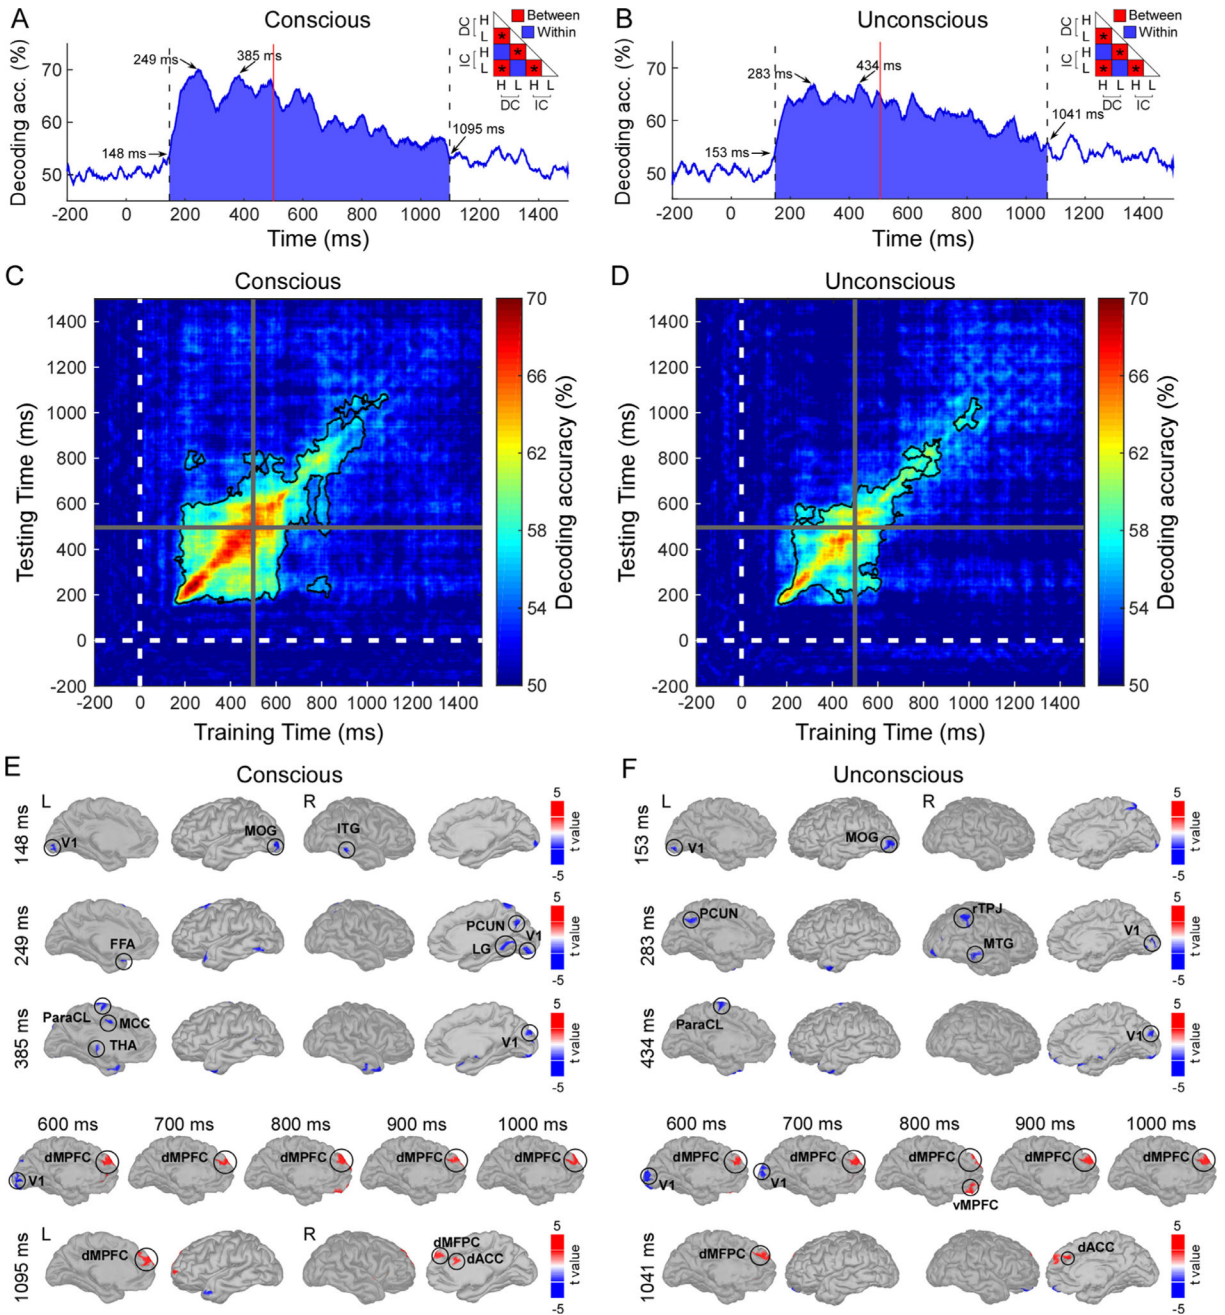 A
Conscious
Decoding acc. (%)
70
60
50
249 ms
385 ms
148 ms
1095 ms
-200 0 200 400 600 800 1000 1200 1400
Time (ms)
Between
Within
DC
IC
H
L
H
L
*
* *
* *
H L H L
DC IC
B
Unconscious
Decoding acc. (%)
70
60
50
283 ms
434 ms
153 ms
1041 ms
-200 0 200 400 600 800 1000 1200 1400
Time (ms)
Between
Within
DC
IC
H
L
H
L
*
*
* *
H L H L
DC IC
C
Conscious
Testing Time (ms)
1400
1200
1000
800
600
400
200
0
-200
-200 0 200 400 600 800 1000 1200 1400
Training Time (ms)
70
66
62
58
54
50
Decoding accuracy (%)
D
Unconscious
Testing Time (ms)
1400
1200
1000
800
600
400
200
0
-200
-200 0 200 400 600 800 1000 1200 1400
Training Time (ms)
70
66
62
58
54
50
Decoding accuracy (%)
E
Conscious
L R
148 ms
V1 MOG ITG
5
t value
-5
249 ms
FFA PCUN LG V1
5
t value
-5
385 ms
ParaCL MCC THA V1
5
t value
-5
600 ms 700 ms 800 ms 900 ms 1000 ms
dMPFC dMPFC dMPFC dMPFC dMPFC
V1
L R
1095 ms
dMPFC dMFPC dACC
5
t value
-5
F
Unconscious
L R
153 ms
V1 MOG
5
t value
-5
283 ms
PCUN rTPJ MTG V1
5
t value
-5
434 ms
ParaCL V1
5
t value
-5
600 ms 700 ms 800 ms 900 ms 1000 ms
dMPFC dMPFC dMPFC dMPFC dMPFC
V1 V1 vMPFC
1041 ms
dMFPC dACC
5
t value
-5